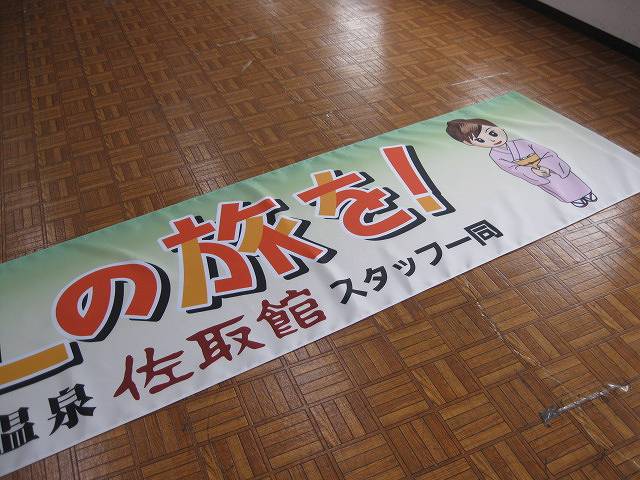 の旅を!
温泉 佐取館 スタッフ一同